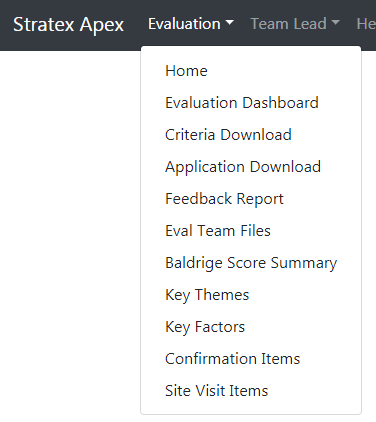 Stratex Apex Evaluation Team Lead He
Home
Evaluation Dashboard
Criteria Download
Application Download
Feedback Report
Eval Team Files
Baldrige Score Summary
Key Themes
Key Factors
Confirmation Items
Site Visit Items